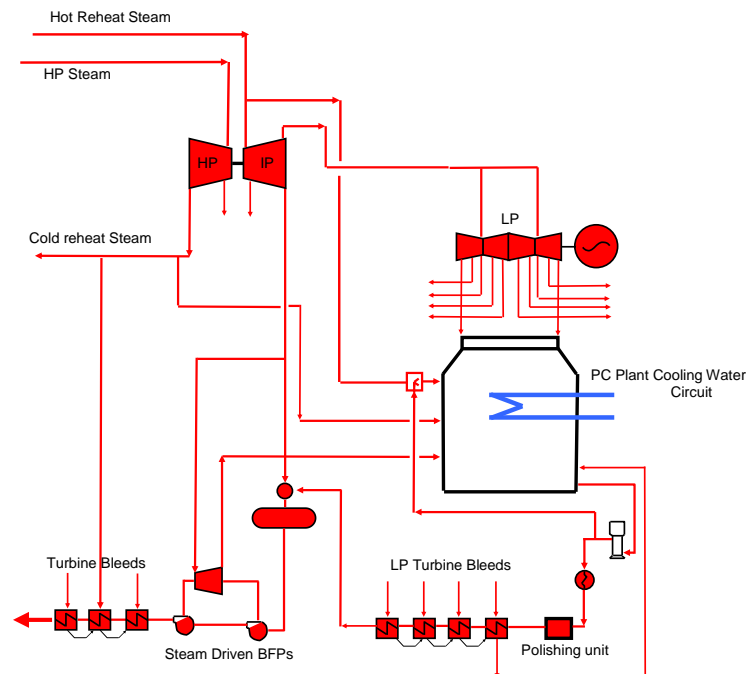 Hot Reheat Steam
HP Steam
HP
IP
LP
Cold reheat Steam
PC Plant Cooling Water
Circuit
Turbine Bleeds
LP Turbine Bleeds
Steam Driven BFPs
Polishing unit